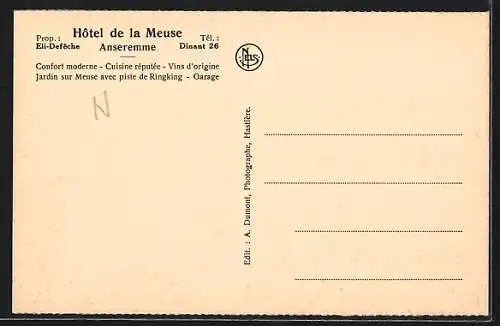 Hôtel de la Meuse
Prop : Tél. :
Eli-Defêche Anseremme Dinant 26
Confort moderne - Cuisine réputée - Vins d'origine
Jardin sur Meuse avec piste de Ringking - Garage
N
NELS
Edit. : A. Dumont, Photographe, Hastière.